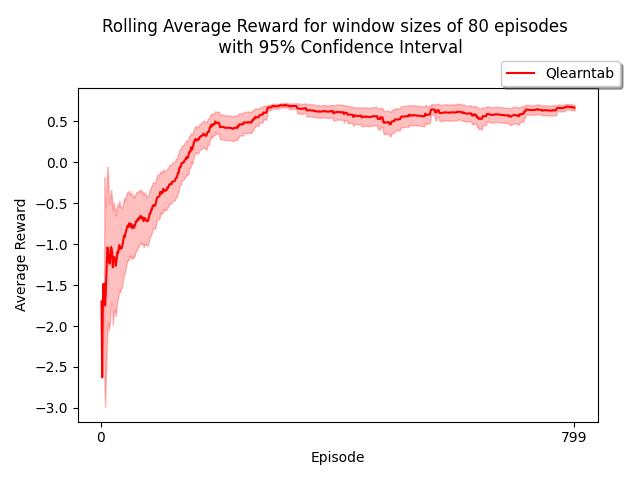 Rolling Average Reward for window sizes of 80 episodes
with 95% Confidence Interval
Qlearntab
0.5
0.0
−0.5
−1.0
−1.5
−2.0
−2.5
−3.0
Average Reward
0
799
Episode